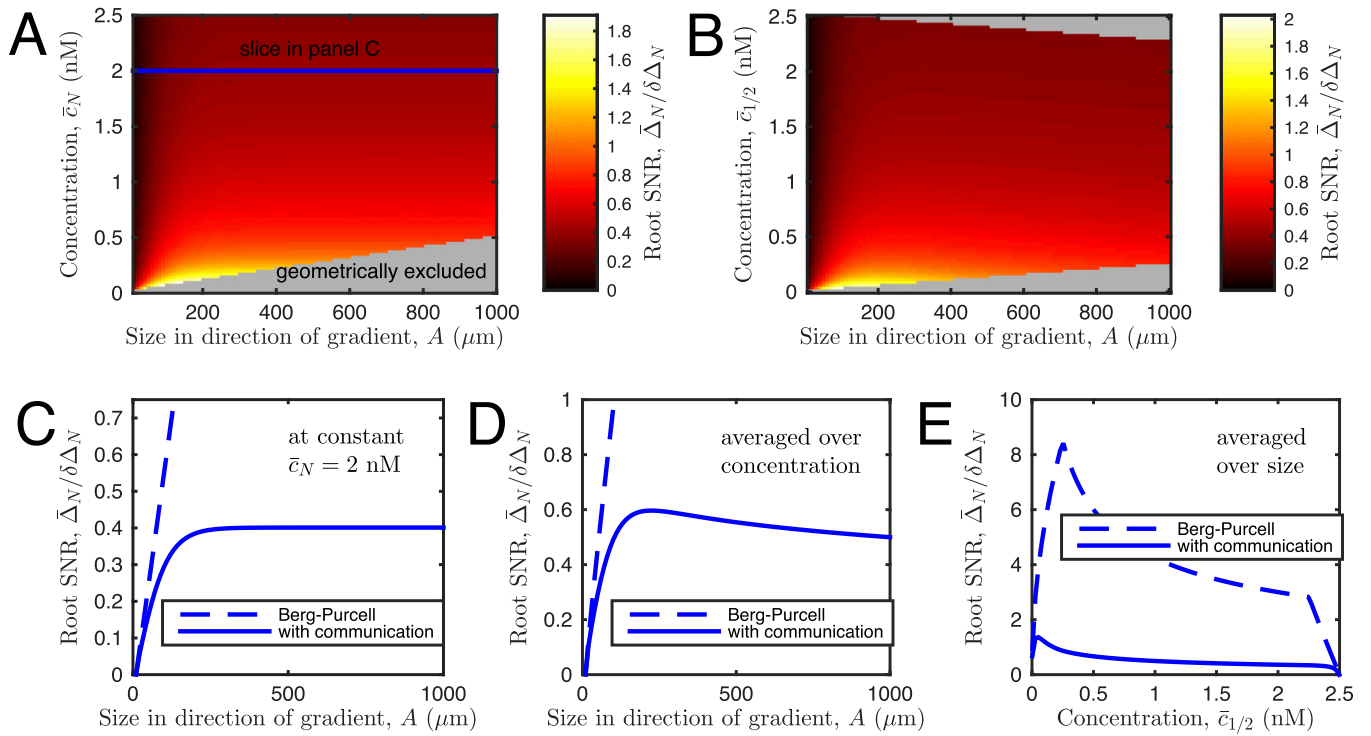 A
Concentration, c̄_N (nM)
2.5
2
1.5
1
0.5
0
slice in panel C
geometrically excluded
200 400 600 800 1000
Size in direction of gradient, A (μm)
1.8
1.6
1.4
1.2
1
0.8
0.6
0.4
0.2
0
Root SNR, Δ̄_N/δΔ_N
B
Concentration, c̄_1/2 (nM)
2.5
2
1.5
1
0.5
0
200 400 600 800 1000
Size in direction of gradient, A (μm)
2
1.8
1.6
1.4
1.2
1
0.8
0.6
0.4
0.2
0
Root SNR, Δ̄_N/δΔ_N
C
Root SNR, Δ̄_N/δΔ_N
0.7
0.6
0.5
0.4
0.3
0.2
0.1
0
at constant
c̄_N = 2 nM
Berg-Purcell
with communication
0 500 1000
Size in direction of gradient, A (μm)
D
Root SNR, Δ̄_N/δΔ_N
1
0.8
0.6
0.4
0.2
0
averaged over
concentration
Berg-Purcell
with communication
0 500 1000
Size in direction of gradient, A (μm)
E
Root SNR, Δ̄_N/δΔ_N
10
8
6
4
2
0
averaged
over size
Berg-Purcell
with communication
0 0.5 1 1.5 2 2.5
Concentration, c̄_1/2 (nM)